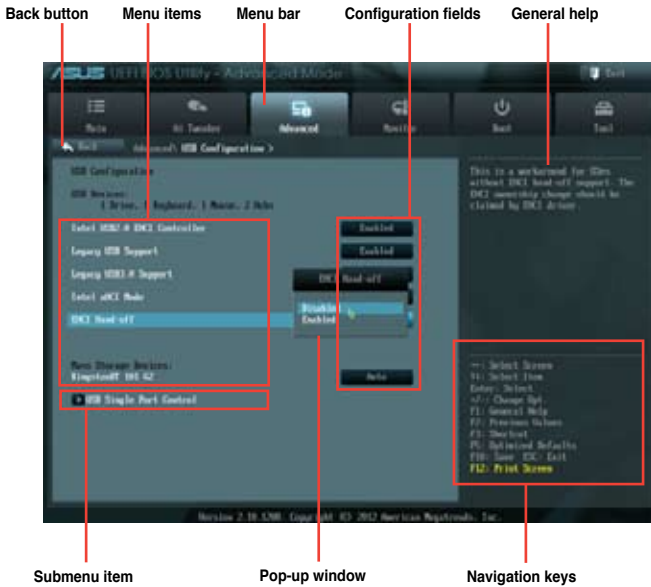 Back button Menu items Menu bar Configuration fields General help
ASUS UEFI BIOS Utility - Advanced Mode
Exit
Main Ai Tweaker Advanced Monitor Boot Tool
Back Advanced\ USB Configuration >
USB Configuration
USB Devices:
1 Drive, 1 Keyboard, 1 Mouse, 2 Hubs
Intel USB2.0 EHCI Controller Enabled
Legacy USB Support Enabled
Legacy USB3.0 Support
Intel xHCI Mode
EHCI Hand-off
EHCI Hand-off
Disabled
Enabled
Mass Storage Devices:
Auto
USB Single Port Control
This is a workaround for OSes
without EHCI hand-off support. The
EHCI ownership change should be
claimed by EHCI driver
Select Screen
Select Item
Enter: Select
+/-: Change Opt.
F1: General Help
F2: Previous Values
F3: Shortcut
F5: Optimized Defaults
F10: Save ESC: Exit
F12: Print Screen
Version 2.10.1208. Copyright (C) 2012 American Megatrends, Inc.
Submenu item Pop-up window Navigation keys